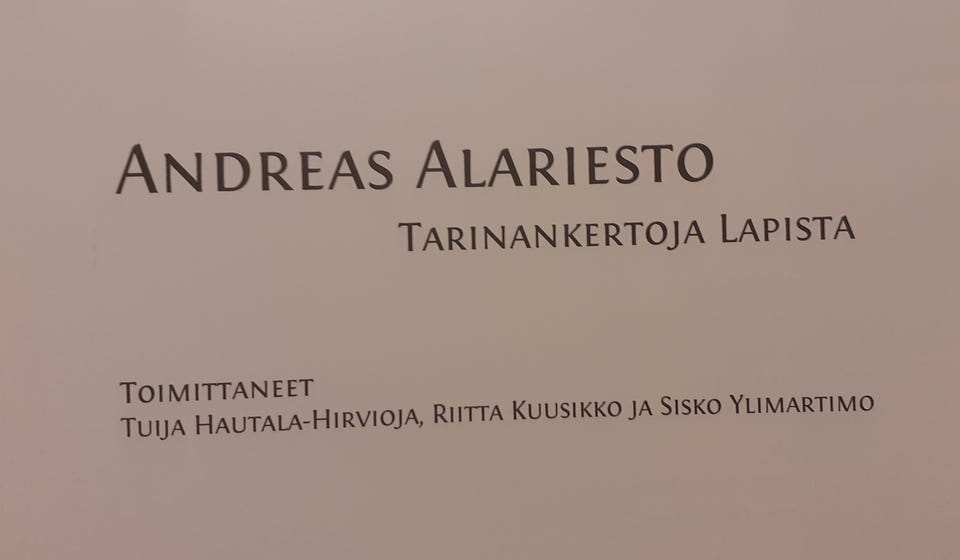 Andreas Alariesto
Tarinankertoja Lapista
Toimittaneet
Tuija Hautala-Hirvioja, Riitta Kuusikko ja Sisko Ylimartimo